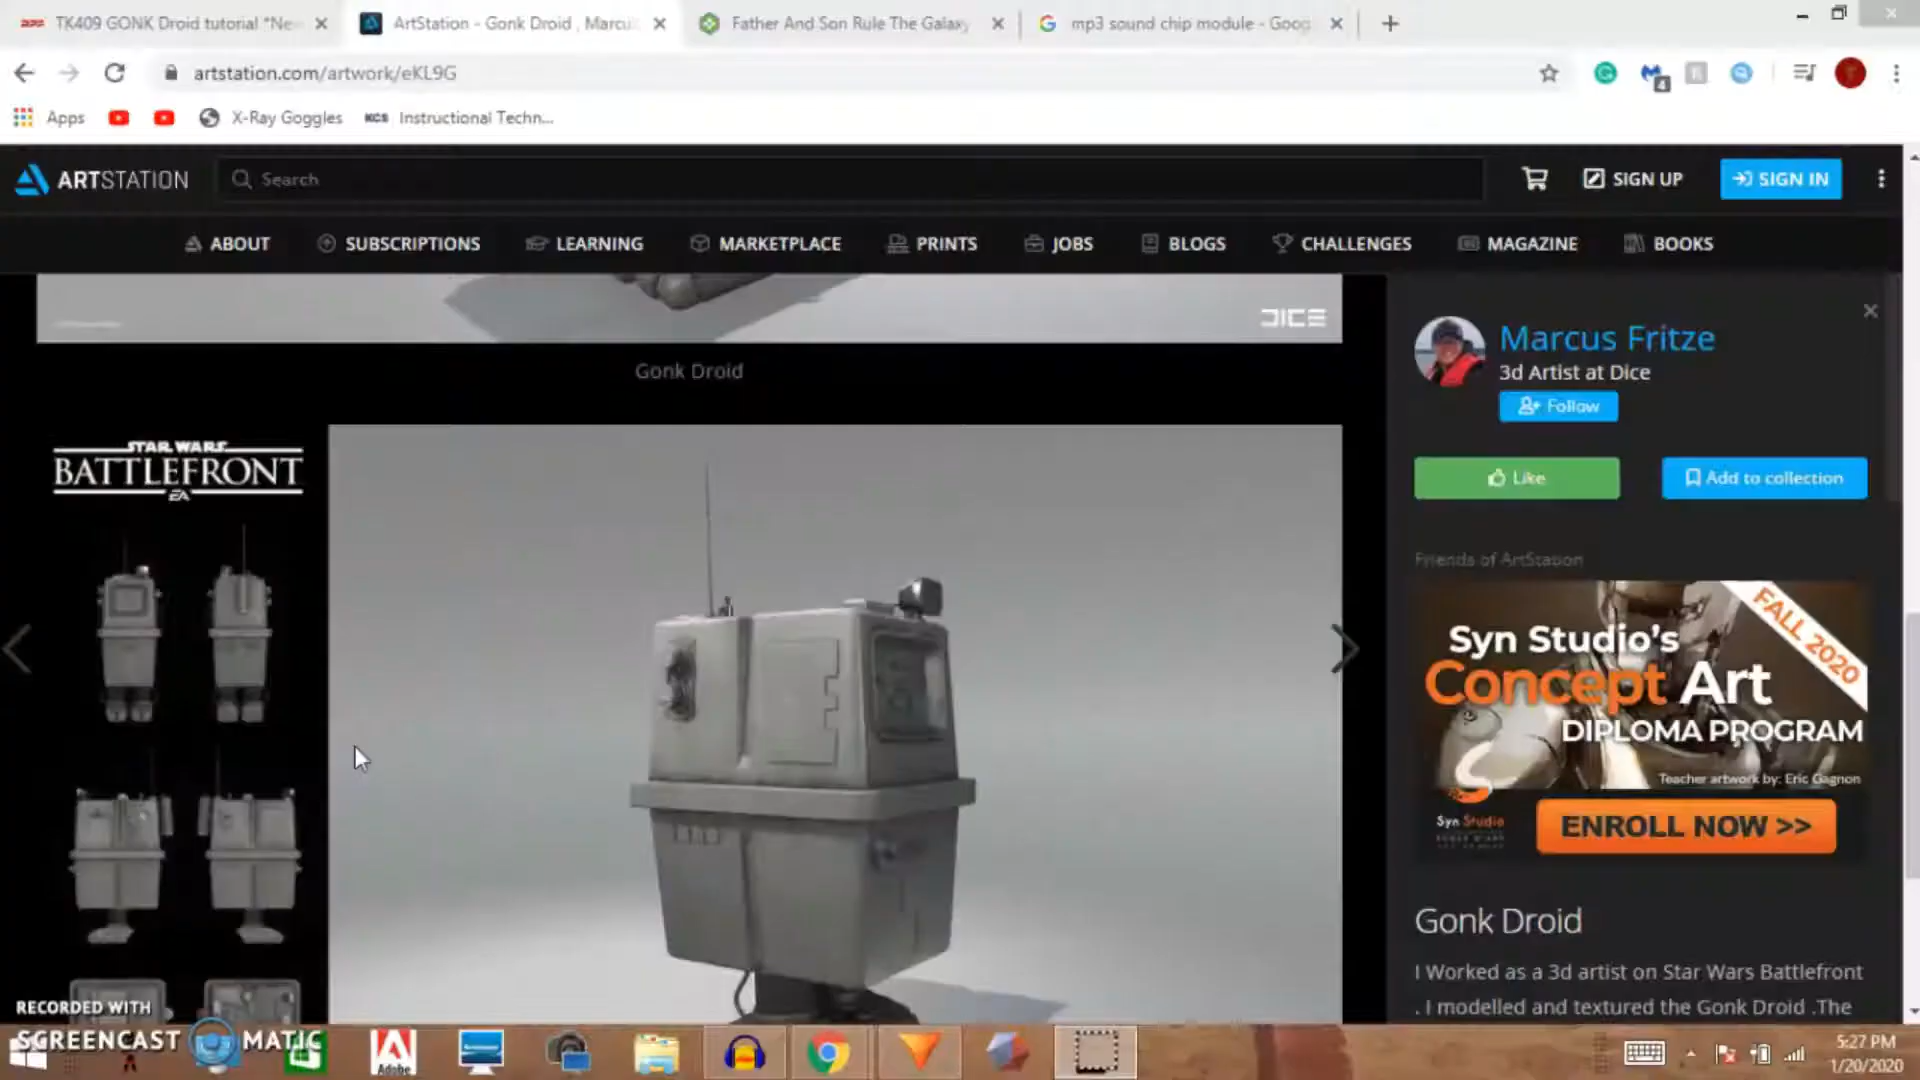 TK409 GONK Droid tutorial *Ne
ArtStation - Gonk Droid , Marcu
Father And Son Rule The Galaxy
mp3 sound chip module - Goog
artstation.com/artwork/eKL9G
4
Apps
X-Ray Goggles
KCS
Instructional Techn...
ARTSTATION
Search
SIGN UP
SIGN IN
ABOUT
SUBSCRIPTIONS
LEARNING
MARKETPLACE
PRINTS
JOBS
BLOGS
CHALLENGES
MAGAZINE
BOOKS
DICE
Gonk Droid
Marcus Fritze
3d Artist at Dice
Follow
STAR WARS
BATTLEFRONT
EA
Like
Add to collection
Friends of ArtStation
FALL 2020
Syn Studio's
Concept Art
DIPLOMA PROGRAM
Teacher artwork by: Eric Gagnon
Syn Studio
ENROLL NOW >>
Gonk Droid
I Worked as a 3d artist on Star Wars Battlefront
. I modelled and textured the Gonk Droid .The
RECORDED WITH
SCREENCAST MATIC
Adobe
5:27 PM
1/20/2020